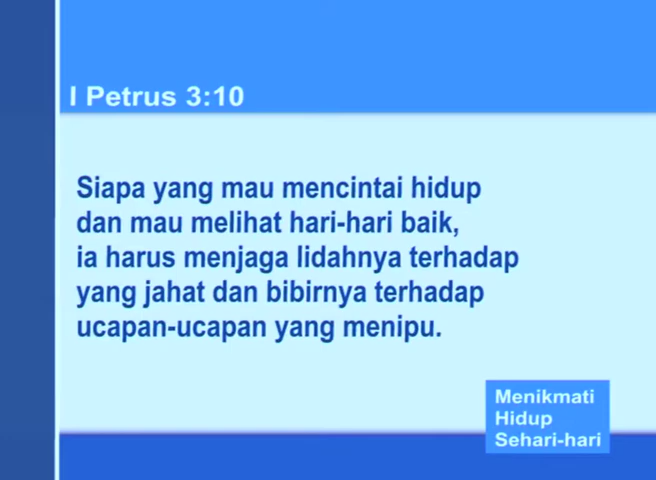 I Petrus 3:10
Siapa yang mau mencintai hidup
dan mau melihat hari-hari baik,
ia harus menjaga lidahnya terhadap
yang jahat dan bibirnya terhadap
ucapan-ucapan yang menipu.
Menikmati
Hidup
Sehari-hari